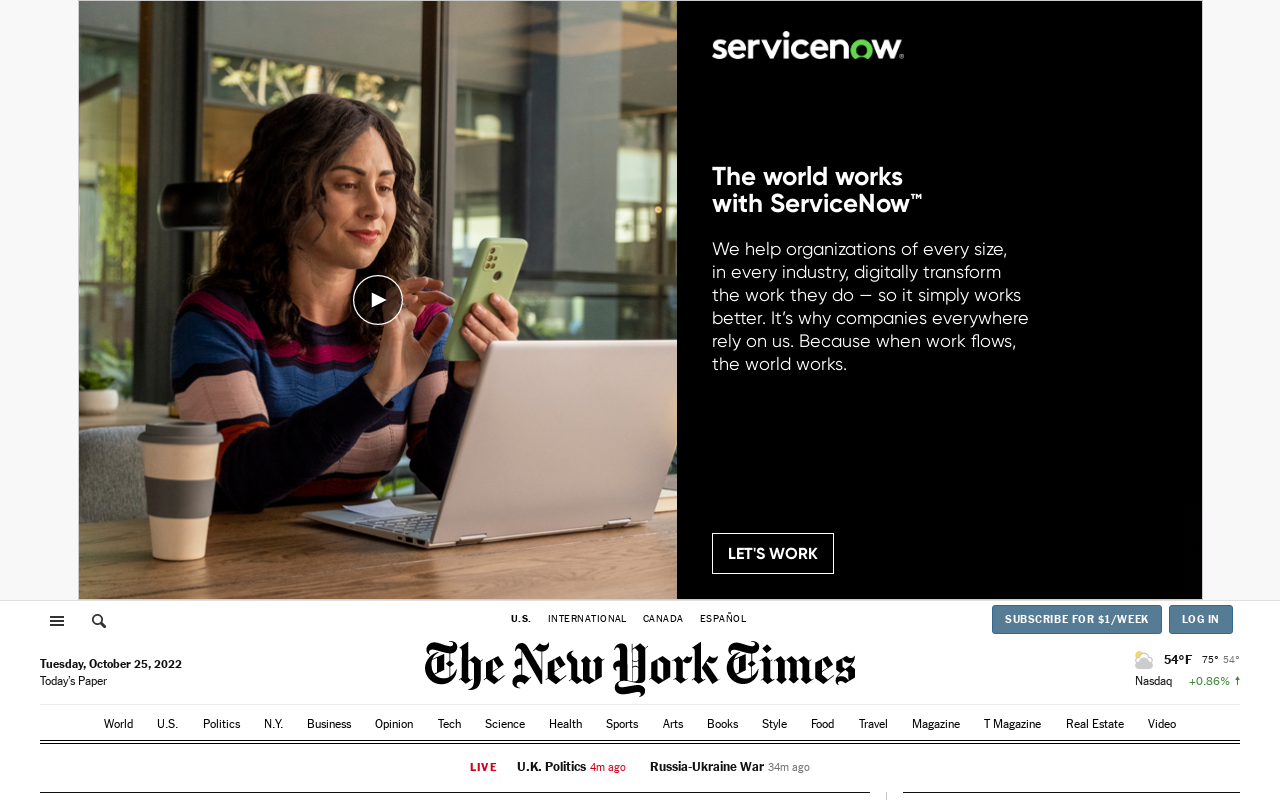 servicenow
The world works
with ServiceNow™
We help organizations of every size,
in every industry, digitally transform
the work they do — so it simply works
better. It's why companies everywhere
rely on us. Because when work flows,
the world works.
LET'S WORK
U.S. INTERNATIONAL CANADA ESPAÑOL
SUBSCRIBE FOR $1/WEEK LOG IN
The New York Times
Tuesday, October 25, 2022
Today's Paper
54°F 75° 54°
Nasdaq +0.86% ↑
World U.S. Politics N.Y. Business Opinion Tech Science Health Sports Arts Books Style Food Travel Magazine T Magazine Real Estate Video
LIVE U.K. Politics 4m ago Russia-Ukraine War 34m ago